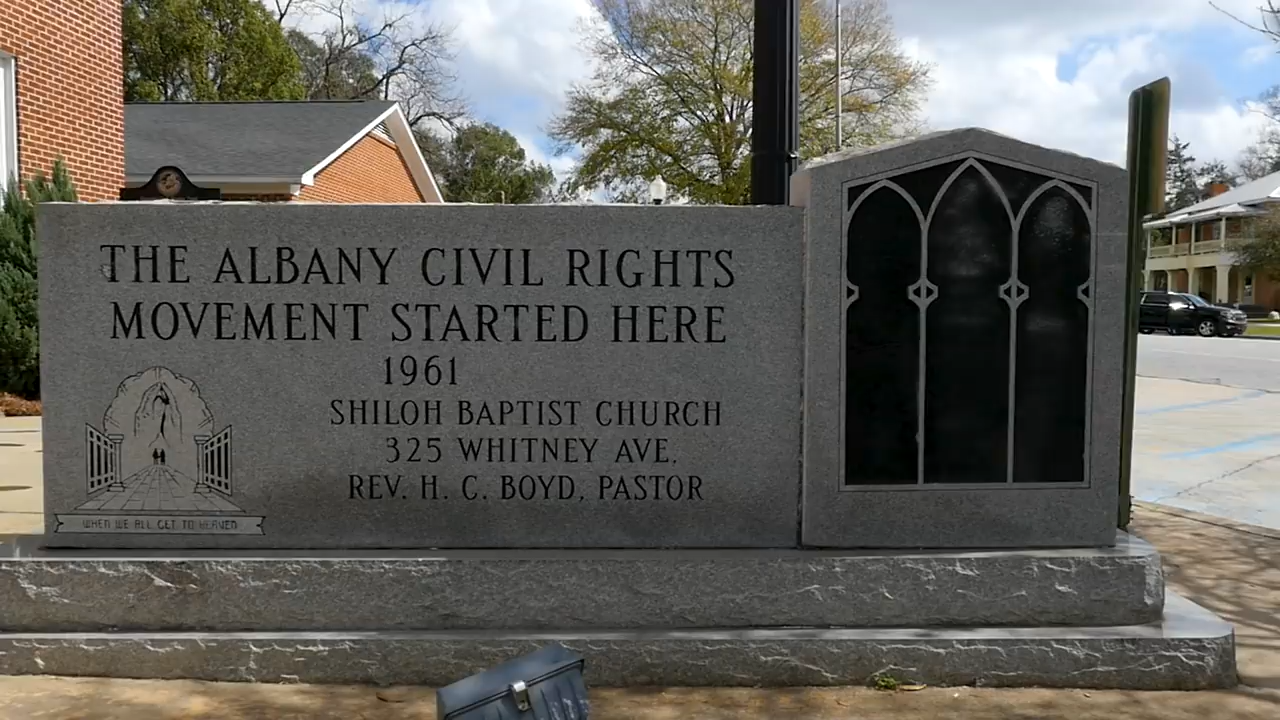 THE ALBANY CIVIL RIGHTS
MOVEMENT STARTED HERE
1961
SHILOH BAPTIST CHURCH
325 WHITNEY AVE.
REV. H. C. BOYD, PASTOR
WHEN WE ALL GET TO HEAVEN